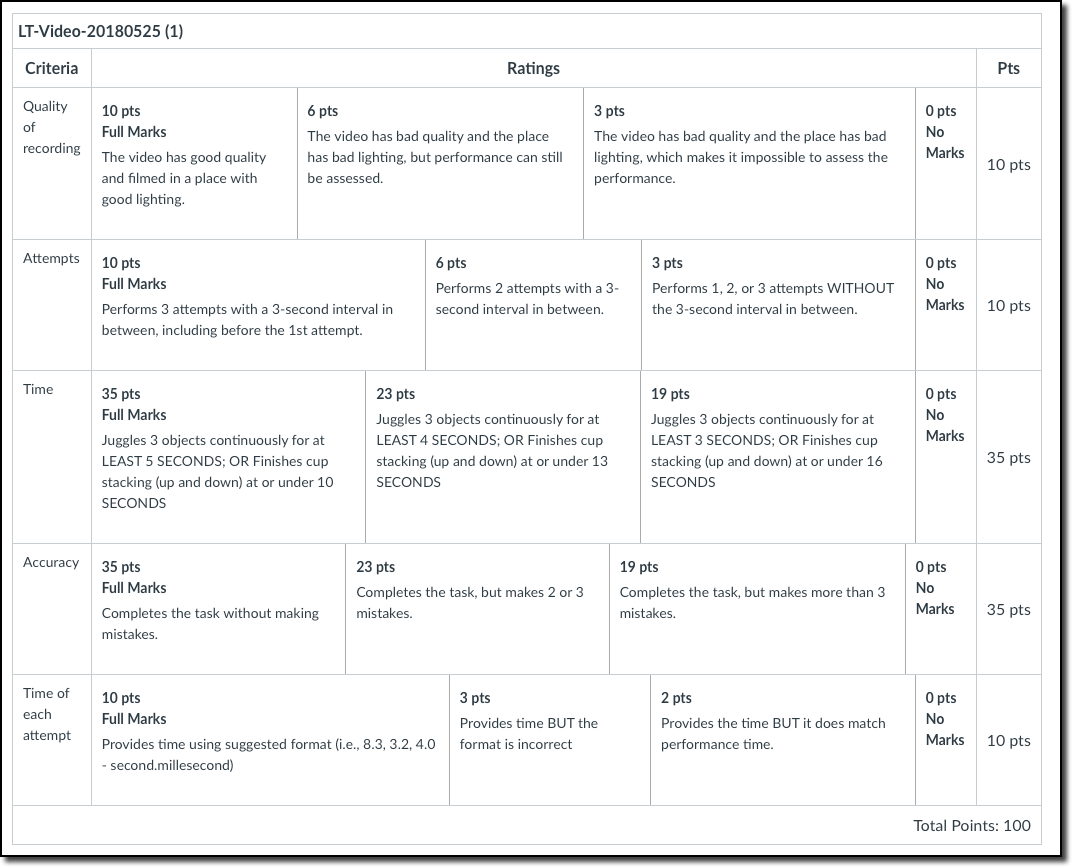 LT-Video-20180525 (1)
Criteria
Ratings
Pts
Quality
of
recording
10 pts
Full Marks
The video has good quality
and filmed in a place with
good lighting.
6 pts
The video has bad quality and the place
has bad lighting, but performance can still
be assessed.
3 pts
The video has bad quality and the place has bad
lighting, which makes it impossible to assess the
performance.
0 pts
No
Marks
10 pts
Attempts
10 pts
Full Marks
Performs 3 attempts with a 3-second interval in
between, including before the 1st attempt.
6 pts
Performs 2 attempts with a 3-
second interval in between.
3 pts
Performs 1, 2, or 3 attempts WITHOUT
the 3-second interval in between.
0 pts
No
Marks
10 pts
Time
35 pts
Full Marks
Juggles 3 objects continuously for at
LEAST 5 SECONDS; OR Finishes cup
stacking (up and down) at or under 10
SECONDS
23 pts
Juggles 3 objects continuously for at
LEAST 4 SECONDS; OR Finishes cup
stacking (up and down) at or under 13
SECONDS
19 pts
Juggles 3 objects continuously for at
LEAST 3 SECONDS; OR Finishes cup
stacking (up and down) at or under 16
SECONDS
0 pts
No
Marks
35 pts
Accuracy
35 pts
Full Marks
Completes the task without making
mistakes.
23 pts
Completes the task, but makes 2 or 3
mistakes.
19 pts
Completes the task, but makes more than 3
mistakes.
0 pts
No
Marks
35 pts
Time of
each
attempt
10 pts
Full Marks
Provides time using suggested format (i.e., 8.3, 3.2, 4.0
- second.millesecond)
3 pts
Provides time BUT the
format is incorrect
2 pts
Provides the time BUT it does match
performance time.
0 pts
No
Marks
10 pts
Total Points: 100